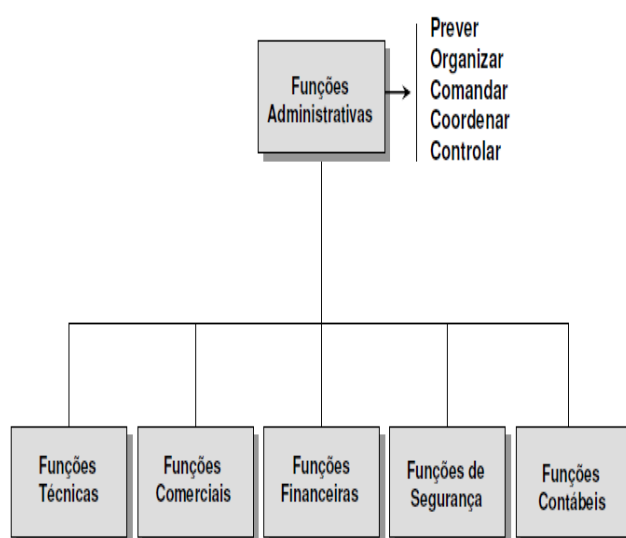 Funções
Administrativas
Prever
Organizar
Comandar
Coordenar
Controlar
Funções
Técnicas
Funções
Comerciais
Funções
Financeiras
Funções de
Segurança
Funções
Contábeis